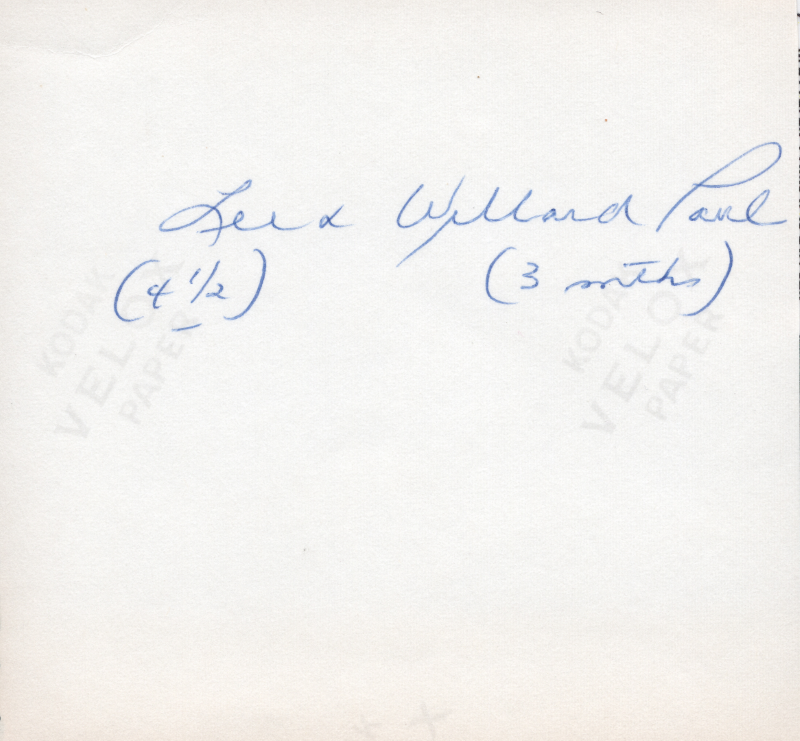 Lee & Willard Paul
(4 1/2) (3 mths)
KODAK KODAK
VELOX VELOX
PAPER PAPER